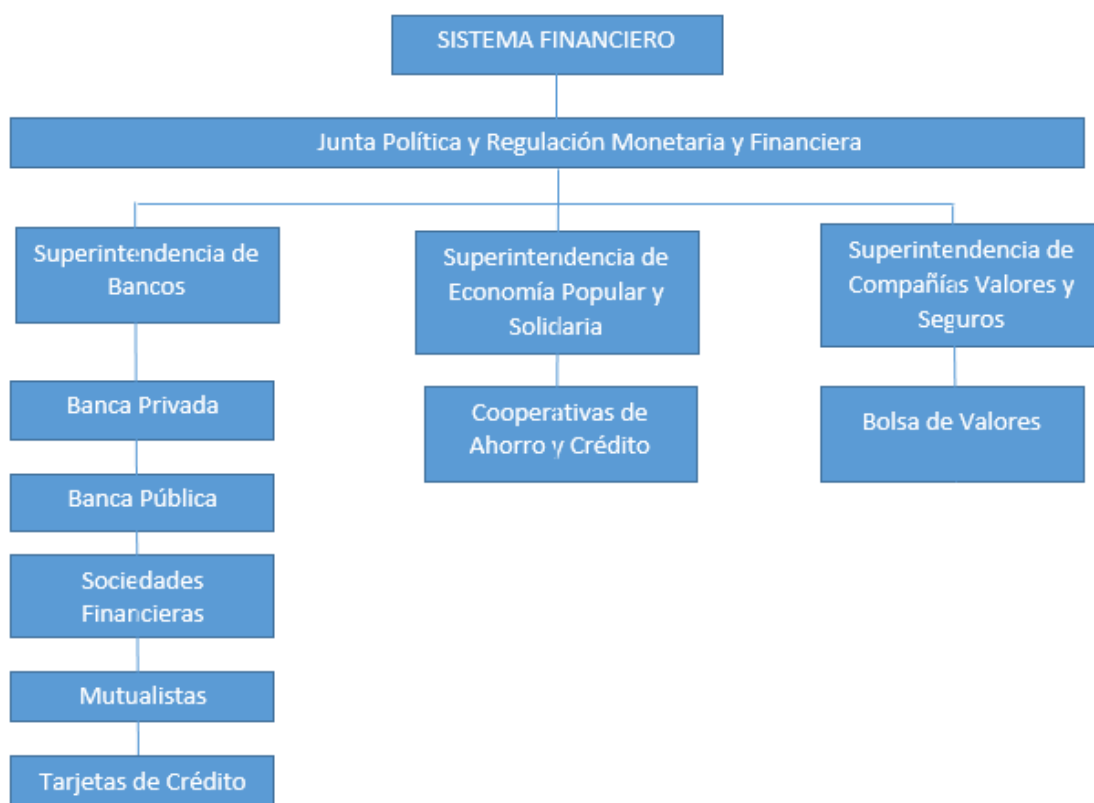 SISTEMA FINANCIERO
Junta Política y Regulación Monetaria y Financiera
Superintendencia de
Bancos
Superintendencia de
Economía Popular y
Solidaria
Superintendencia de
Compañías Valores y
Seguros
Banca Privada
Cooperativas de
Ahorro y Crédito
Bolsa de Valores
Banca Pública
Sociedades
Financieras
Mutualistas
Tarjetas de Crédito